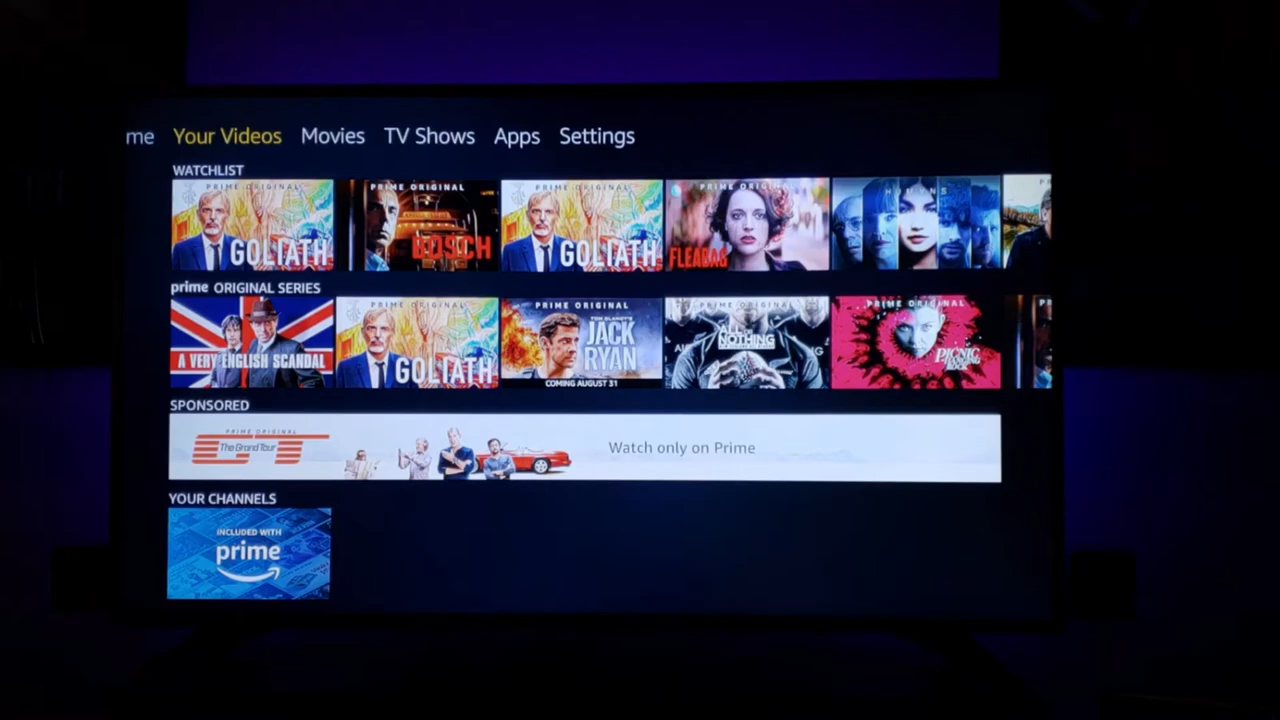 me Your Videos Movies TV Shows Apps Settings
WATCHLIST
PRIME ORIGINAL
GOLIATH
PRIME ORIGINAL
BOSCH
PRIME ORIGINAL
GOLIATH
PRIME ORIGINAL
FLEABAG
HUMANS
prime ORIGINAL SERIES
A VERY ENGLISH SCANDAL
PRIME ORIGINAL
GOLIATH
PRIME ORIGINAL
TOM CLANCY'S
JACK
RYAN
COMING AUGUST 31
PRIME ORIGINAL
ALL OR
NOTHING
PRIME ORIGINAL
PICNIC
HANGING
ROCK
SPONSORED
PRIME ORIGINAL
GT
The Grand Tour
Watch only on Prime
YOUR CHANNELS
INCLUDED WITH
prime